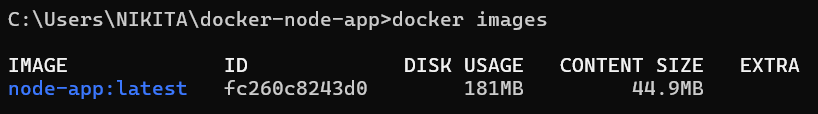 C:\Users\NIKITA\docker-node-app>docker images
IMAGE ID DISK USAGE CONTENT SIZE EXTRA
node-app:latest fc260c8243d0 181MB 44.9MB